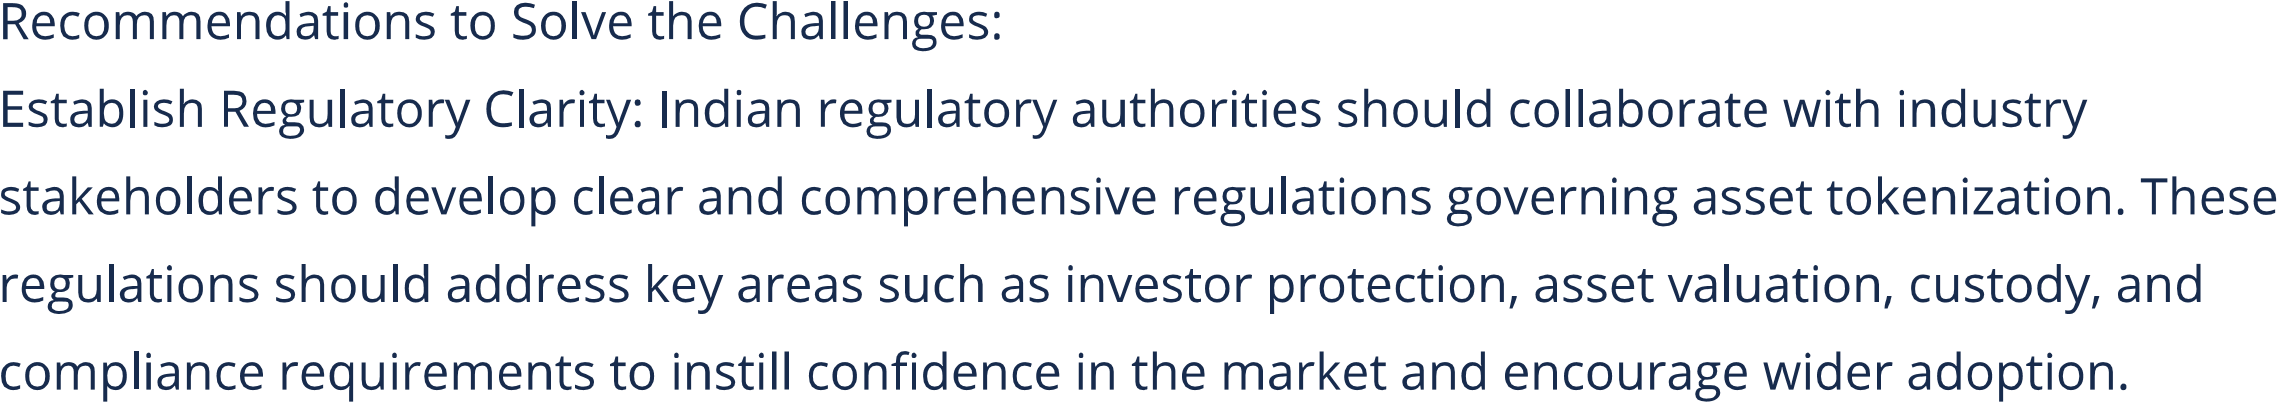 Recommendations to Solve the Challenges:
Establish Regulatory Clarity: Indian regulatory authorities should collaborate with industry
stakeholders to develop clear and comprehensive regulations governing asset tokenization. These
regulations should address key areas such as investor protection, asset valuation, custody, and
compliance requirements to instill confidence in the market and encourage wider adoption.